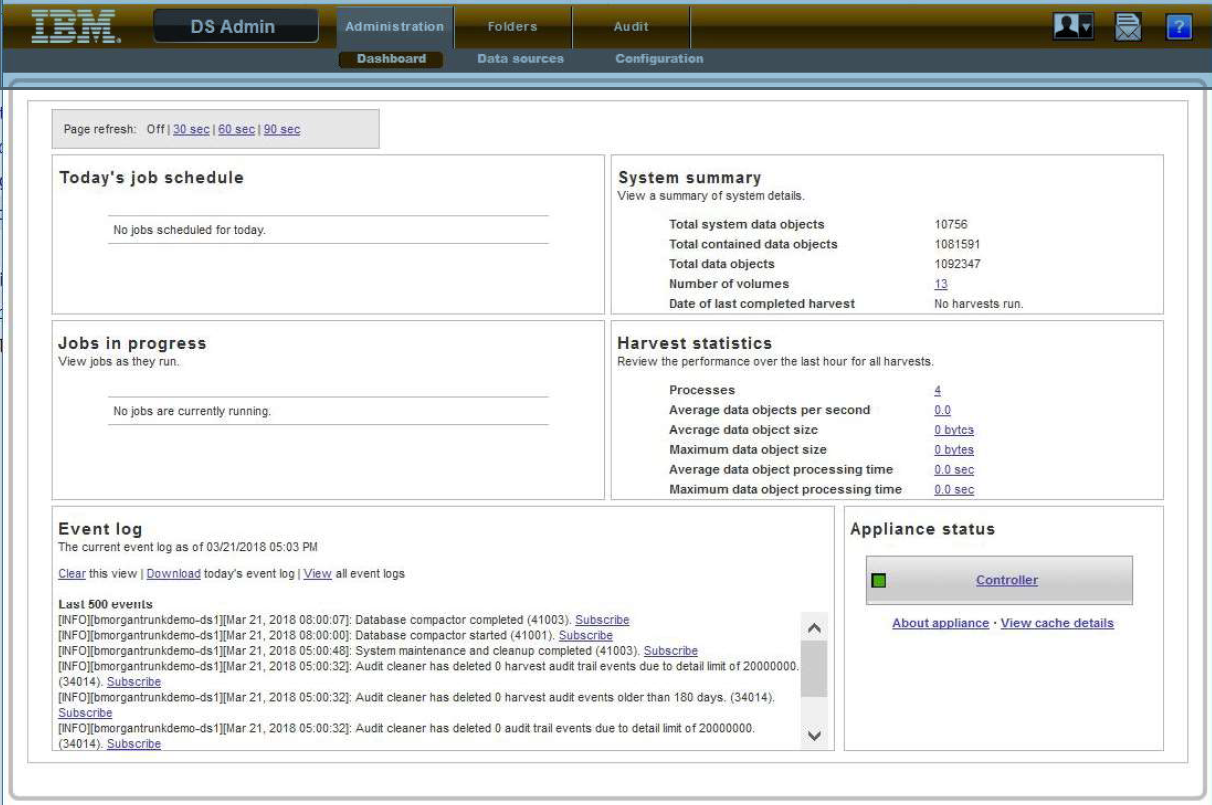 IBM.
DS Admin
Administration
Folders
Audit
?
Dashboard
Data sources
Configuration
Page refresh: Off | 30 sec | 60 sec | 90 sec
Today's job schedule
No jobs scheduled for today.
System summary
View a summary of system details.
Total system data objects 10756
Total contained data objects 1081591
Total data objects 1092347
Number of volumes 13
Date of last completed harvest No harvests run.
Jobs in progress
View jobs as they run.
No jobs are currently running.
Harvest statistics
Review the performance over the last hour for all harvests.
Processes 4
Average data objects per second 0.0
Average data object size 0 bytes
Maximum data object size 0 bytes
Average data object processing time 0.0 sec
Maximum data object processing time 0.0 sec
Event log
The current event log as of 03/21/2018 05:03 PM
Clear this view | Download today's event log | View all event logs
Last 500 events
[INFO][bmorgantrunkdemo-ds1][Mar 21, 2018 08:00:07]: Database compactor completed (41003). Subscribe
[INFO][bmorgantrunkdemo-ds1][Mar 21, 2018 08:00:00]: Database compactor started (41001). Subscribe
[INFO][bmorgantrunkdemo-ds1][Mar 21, 2018 05:00:48]: System maintenance and cleanup completed (41003). Subscribe
[INFO][bmorgantrunkdemo-ds1][Mar 21, 2018 05:00:32]: Audit cleaner has deleted 0 harvest audit trail events due to detail limit of 20000000.
(34014). Subscribe
[INFO][bmorgantrunkdemo-ds1][Mar 21, 2018 05:00:32]: Audit cleaner has deleted 0 harvest audit events older than 180 days. (34014).
Subscribe
[INFO][bmorgantrunkdemo-ds1][Mar 21, 2018 05:00:32]: Audit cleaner has deleted 0 audit trail events due to detail limit of 20000000.
(34014). Subscribe
Appliance status
Controller
About appliance · View cache details